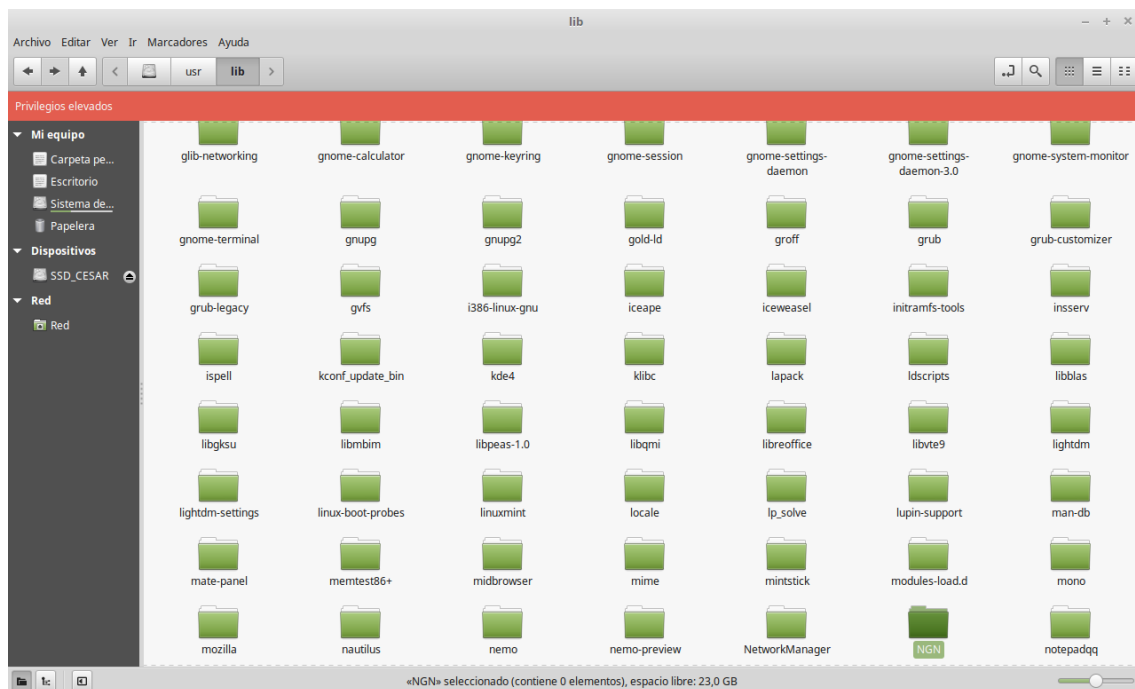 lib
Archivo Editar Ver Ir Marcadores Ayuda
usr lib
Privilegios elevados
Mi equipo
Carpeta pe...
Escritorio
Sistema de...
Papelera
Dispositivos
SSD_CESAR
Red
Red
glib-networking gnome-calculator gnome-keyring gnome-session gnome-settings-daemon gnome-settings-daemon-3.0 gnome-system-monitor
gnome-terminal gnupg gnupg2 gold-ld groff grub grub-customizer
grub-legacy gvfs i386-linux-gnu iceape iceweasel initramfs-tools insserv
ispell kconf_update_bin kde4 klibc lapack ldscripts libblas
libgksu libmbim libpeas-1.0 libqmi libreoffice libvte9 lightdm
lightdm-settings linux-boot-probes linuxmint locale lp_solve lupin-support man-db
mate-panel memtest86+ midbrowser mime mintstick modules-load.d mono
mozilla nautilus nemo nemo-preview NetworkManager NGN notepadqq
«NGN» seleccionado (contiene 0 elementos), espacio libre: 23,0 GB